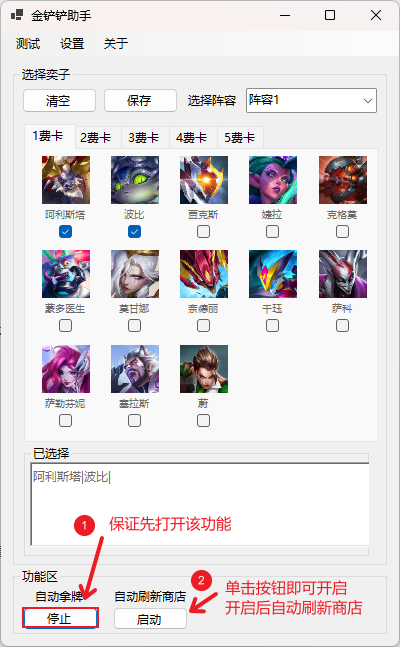 金铲铲助手
测试 设置 关于
选择奕子
清空 保存 选择阵容 阵容1
1费卡 2费卡 3费卡 4费卡 5费卡
阿利斯塔 波比 贾克斯 婕拉 克格莫
蒙多医生 莫甘娜 奈德丽 千珏 萨科
萨勒芬妮 塞拉斯 蔚
已选择
阿利斯塔|波比|
1 保证先打开该功能
功能区
自动拿牌 自动刷新商店
停止 启动
2 单击按钮即可开启
开启后自动刷新商店